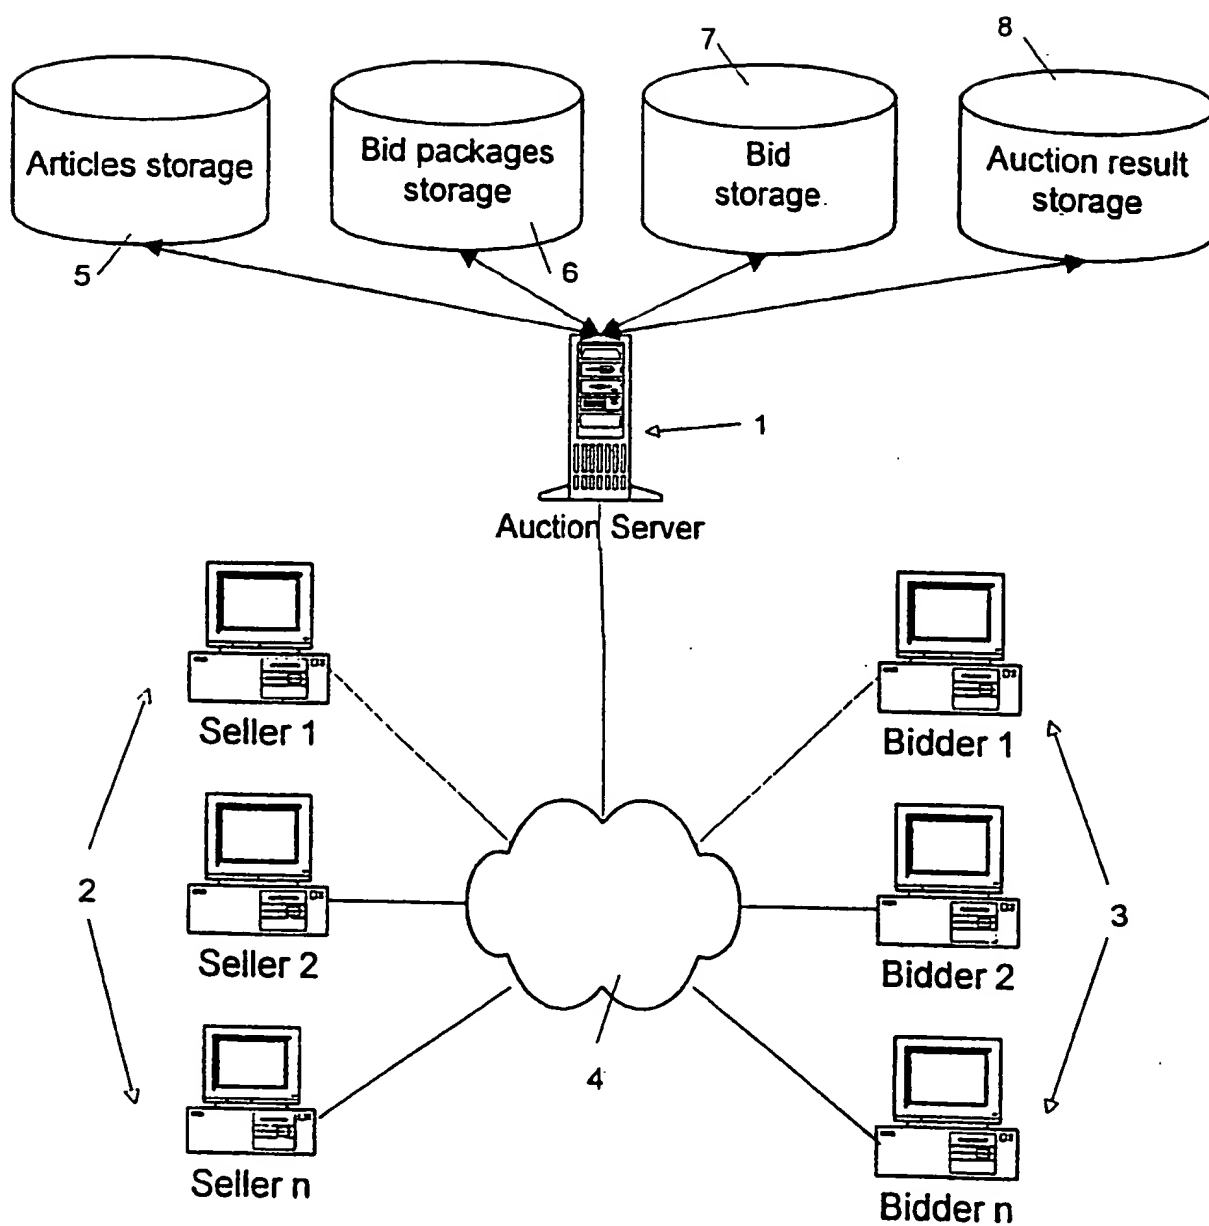 7
8
Articles storage
Bid packages
storage
Bid
storage
Auction result
storage
5
6
1
Auction Server
Seller 1
Bidder 1
2
3
Seller 2
Bidder 2
4
Seller n
Bidder n